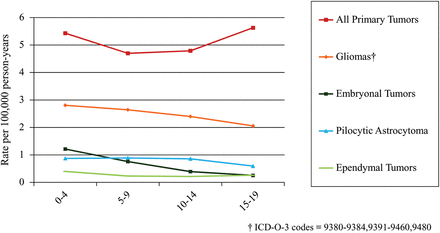 Rate per 100,000 person-years
6
5
4
3
2
1
0
0-4
5-9
10-14
15-19
All Primary Tumors
Gliomas†
Embryonal Tumors
Pilocytic Astrocytoma
Ependymal Tumors
† ICD-O-3 codes = 9380-9384,9391-9460,9480